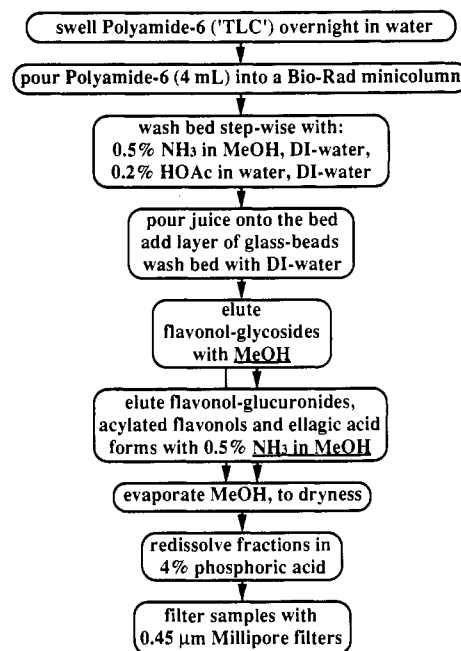 swell Polyamide-6 ('TLC') overnight in water
pour Polyamide-6 (4 mL) into a Bio-Rad minicolumn
wash bed step-wise with:
0.5% NH3 in MeOH, DI-water,
0.2% HOAc in water, DI-water
pour juice onto the bed
add layer of glass-beads
wash bed with DI-water
elute
flavonol-glycosides
with MeOH
elute flavonol-glucuronides,
acylated flavonols and ellagic acid
forms with 0.5% NH3 in MeOH
evaporate MeOH, to dryness
redissolve fractions in
4% phosphoric acid
filter samples with
0.45 µm Millipore filters